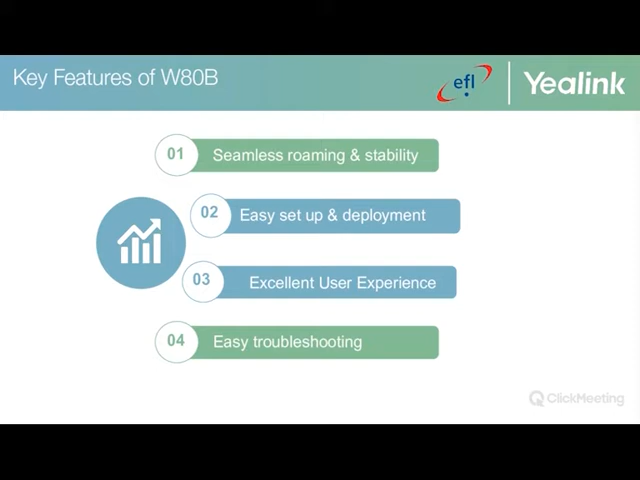 Key Features of W80B
efl
Yealink
01 Seamless roaming & stability
02 Easy set up & deployment
03 Excellent User Experience
04 Easy troubleshooting
ClickMeeting